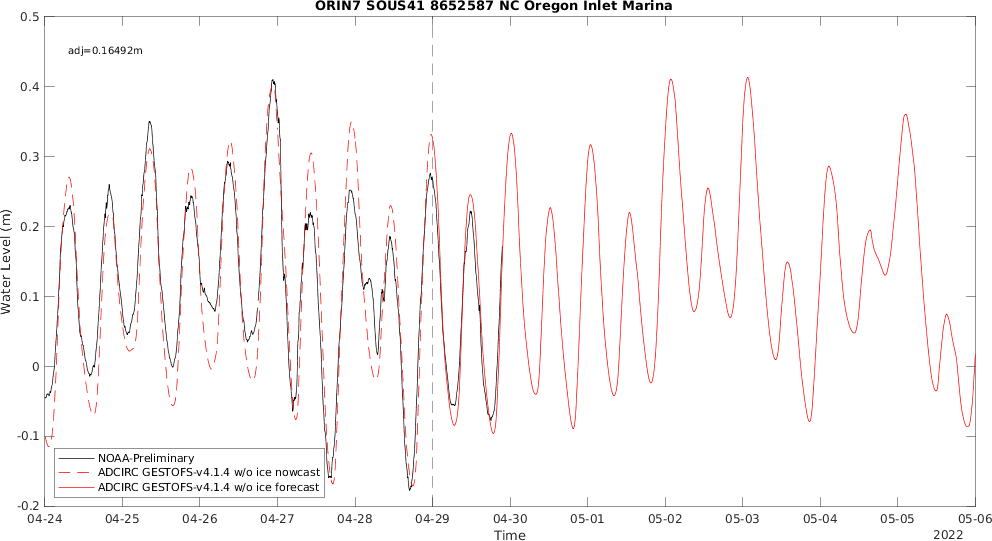 ORIN7 SOUS41 8652587 NC Oregon Inlet Marina
0.5
adj=0.16492m
0.4
0.3
0.2
0.1
0
-0.1
-0.2
Water Level (m)
NOAA-Preliminary
ADCIRC GESTOFS-v4.1.4 w/o ice nowcast
ADCIRC GESTOFS-v4.1.4 w/o ice forecast
04-24 04-25 04-26 04-27 04-28 04-29 04-30 05-01 05-02 05-03 05-04 05-05 05-06
Time
2022